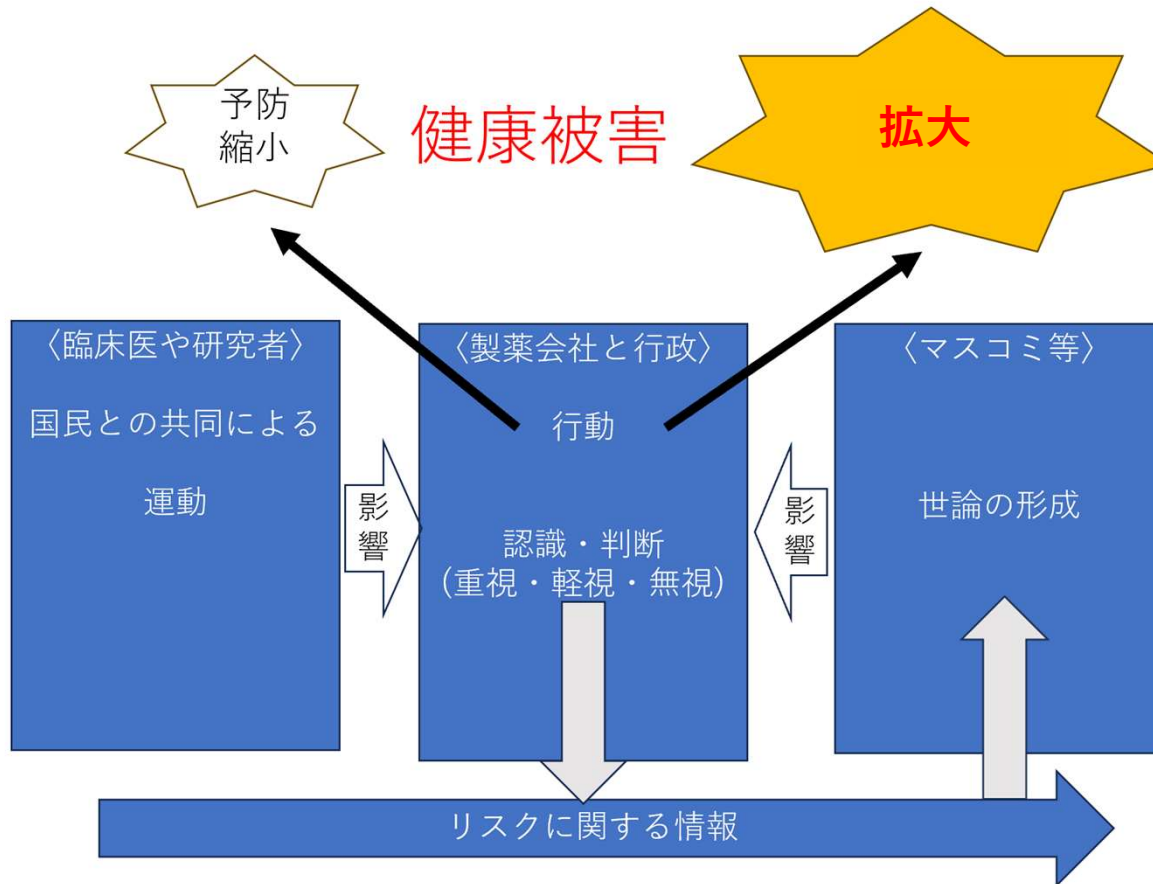 予防
縮小
健康被害
拡大
〈臨床医や研究者〉
国民との共同による
運動
影響
〈製薬会社と行政〉
行動
認識・判断
(重視・軽視・無視)
影響
〈マスコミ等〉
世論の形成
リスクに関する情報